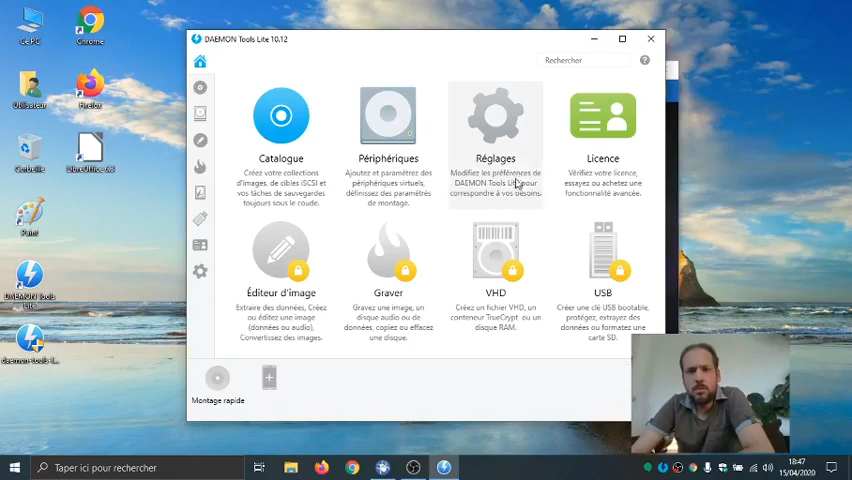 Ce PC
Chrome
Utilisateur
Firefox
Corbeille
LibreOffice 6.3
Paint
DAEMON Tools
Lite
daemon-tools-1...
DAEMON Tools Lite 10.12
Rechercher
?
Catalogue
Créez votre collections
d'images, de cibles iSCSI et
vos tâches de sauvegardes
toujours sous le coude.
Périphériques
Ajoutez et paramétrez des
périphériques virtuels,
définissez des paramétrs
de montage.
Réglages
Modifiez les préférences de
DAEMON Tools Lite pour
correspondre à vos besoins.
Licence
Vérifiez votre licence,
essayez ou achetez une
fonctionnalité avancée.
Éditeur d'image
Extraire des données, Créez
ou éditez une image
(données ou audio),
Convertissez des images.
Graver
Gravez une image, un
disque audio ou de
données, copiez ou effacez
une disque.
VHD
Créez un fichier VHD, un
conteneur TrueCrypt ou un
disque RAM.
USB
Créer une clé USB bootable,
protégez, extrayez des
données ou formatez une
carte SD.
Montage rapide
Taper ici pour rechercher
18:47
15/04/2020